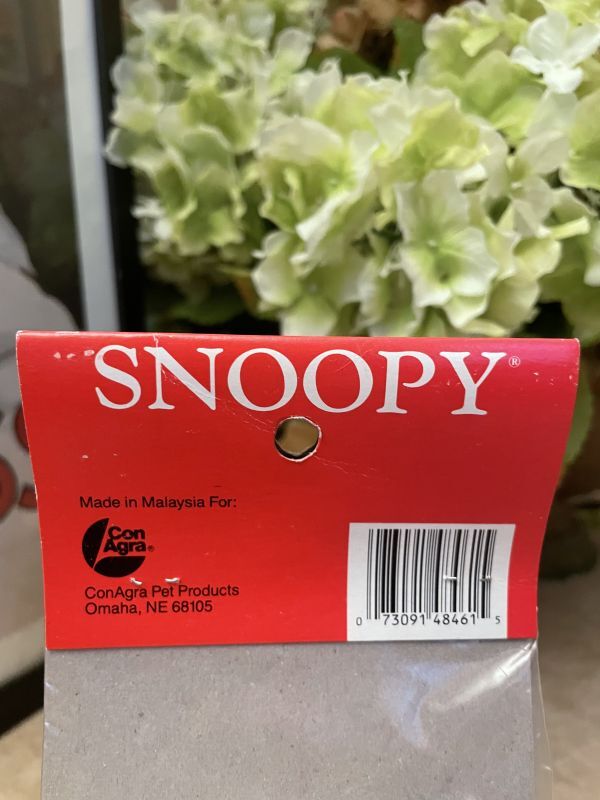 SNOOPY®
Made in Malaysia For:
Con
Agra®
ConAgra Pet Products
Omaha, NE 68105
0 73091 48461 5